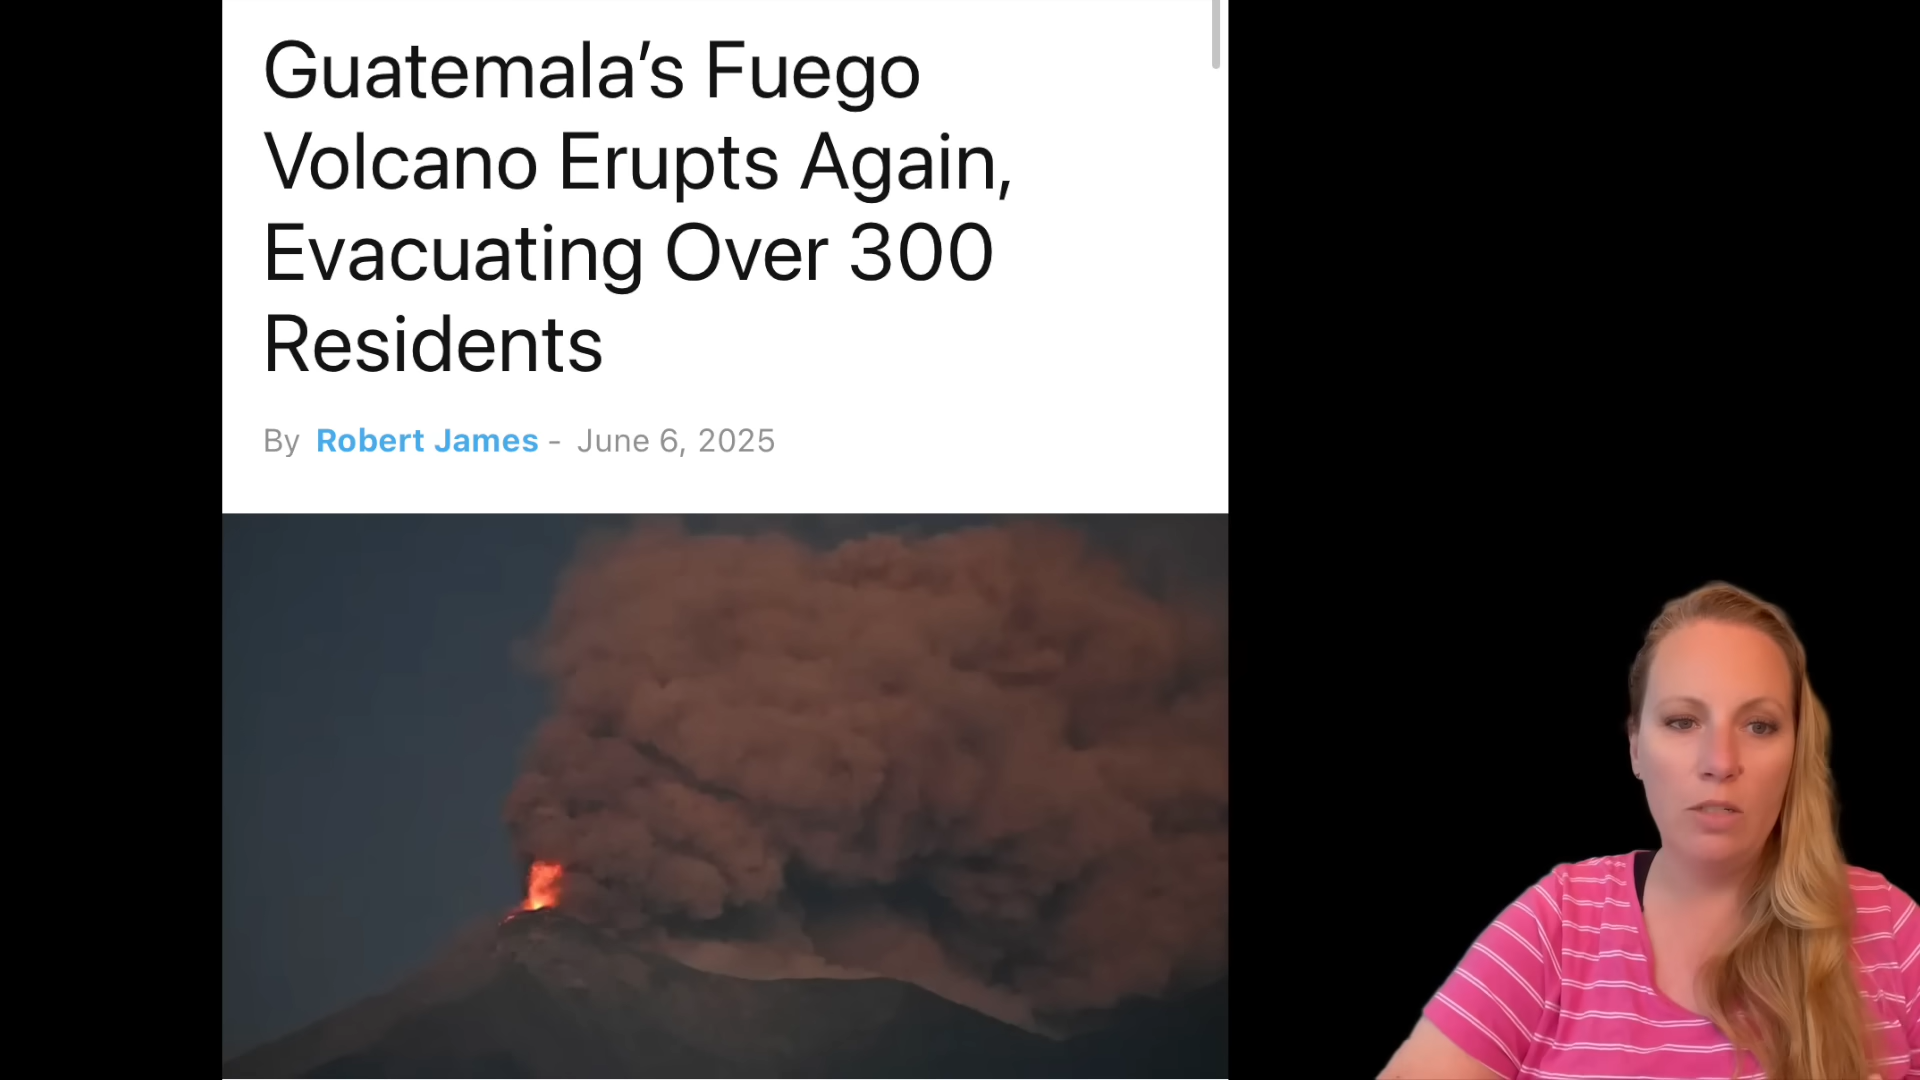 Guatemala’s Fuego
Volcano Erupts Again,
Evacuating Over 300
Residents
By Robert James - June 6, 2025